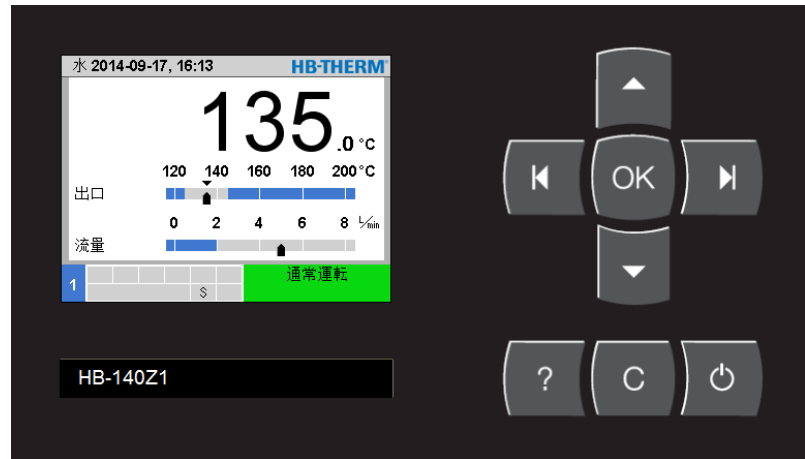 水 2014-09-17, 16:13 HB-THERM®
135.0 °C
120 140 160 180 200 °C
出口
0 2 4 6 8 L/min
流量
1 S 通常運転
OK
HB-140Z1
? C